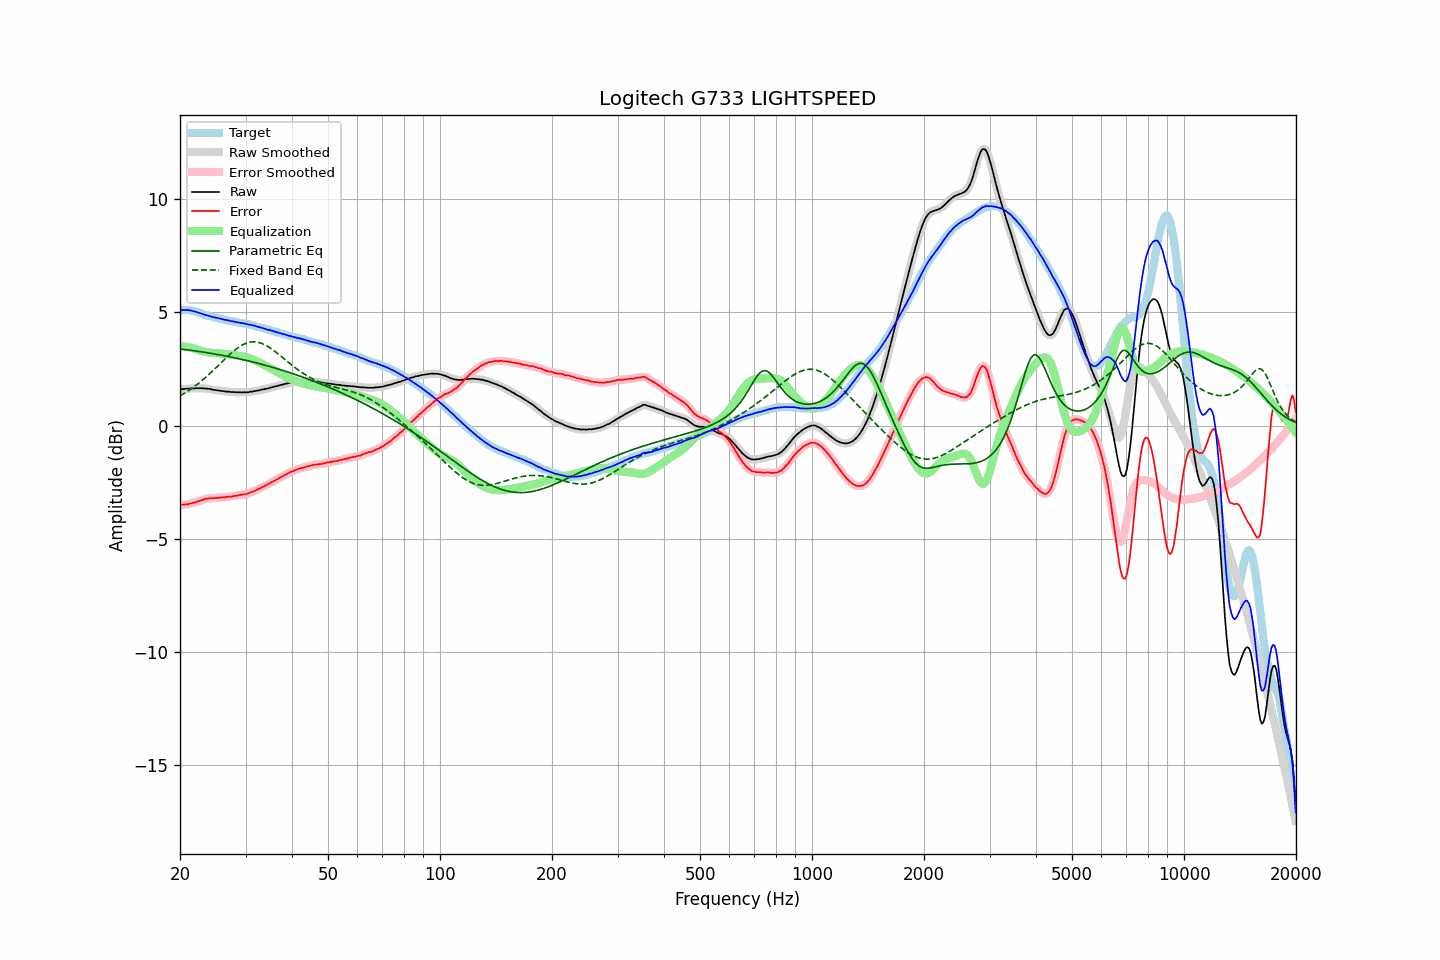 Logitech G733 LIGHTSPEED
Target
Raw Smoothed
Error Smoothed
Raw
Error
Equalization
Parametric Eq
Fixed Band Eq
Equalized
10
5
0
−5
−10
−15
Amplitude (dBr)
20
50
100
200
500
1000
2000
5000
10000
20000
Frequency (Hz)